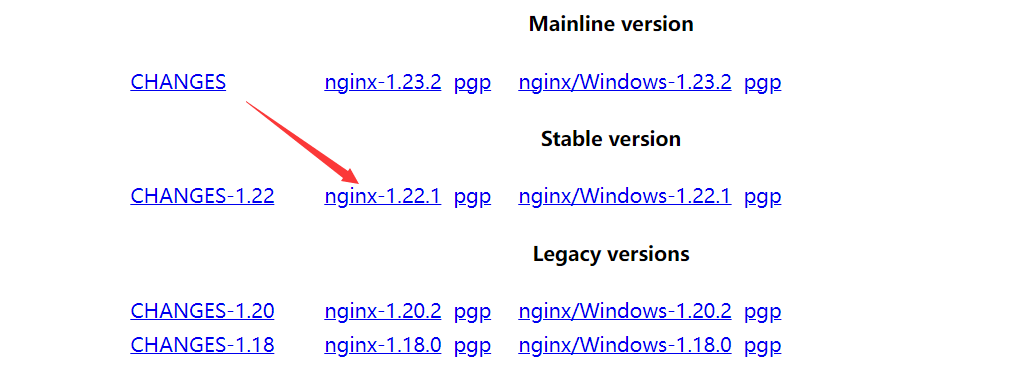 Mainline version
CHANGES nginx-1.23.2 pgp nginx/Windows-1.23.2 pgp
Stable version
CHANGES-1.22 nginx-1.22.1 pgp nginx/Windows-1.22.1 pgp
Legacy versions
CHANGES-1.20 nginx-1.20.2 pgp nginx/Windows-1.20.2 pgp
CHANGES-1.18 nginx-1.18.0 pgp nginx/Windows-1.18.0 pgp